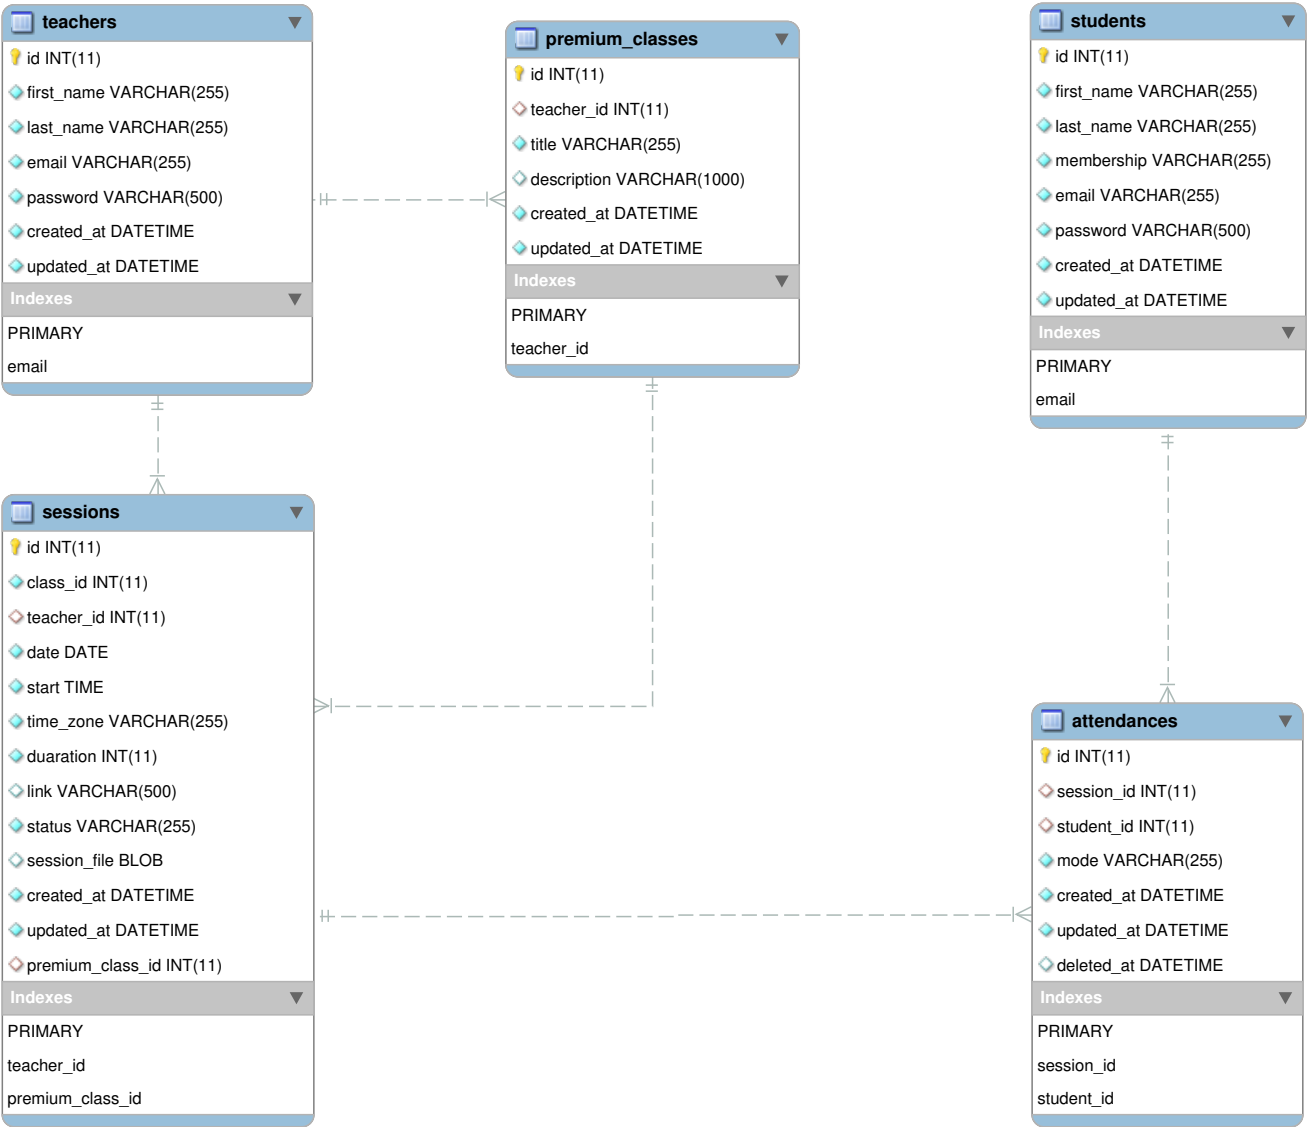 teachers
id INT(11)
first_name VARCHAR(255)
last_name VARCHAR(255)
email VARCHAR(255)
password VARCHAR(500)
created_at DATETIME
updated_at DATETIME
Indexes
PRIMARY
email
premium_classes
id INT(11)
teacher_id INT(11)
title VARCHAR(255)
description VARCHAR(1000)
created_at DATETIME
updated_at DATETIME
Indexes
PRIMARY
teacher_id
students
id INT(11)
first_name VARCHAR(255)
last_name VARCHAR(255)
membership VARCHAR(255)
email VARCHAR(255)
password VARCHAR(500)
created_at DATETIME
updated_at DATETIME
Indexes
PRIMARY
email
sessions
id INT(11)
class_id INT(11)
teacher_id INT(11)
date DATE
start TIME
time_zone VARCHAR(255)
duaration INT(11)
link VARCHAR(500)
status VARCHAR(255)
session_file BLOB
created_at DATETIME
updated_at DATETIME
premium_class_id INT(11)
Indexes
PRIMARY
teacher_id
premium_class_id
attendances
id INT(11)
session_id INT(11)
student_id INT(11)
mode VARCHAR(255)
created_at DATETIME
updated_at DATETIME
deleted_at DATETIME
Indexes
PRIMARY
session_id
student_id